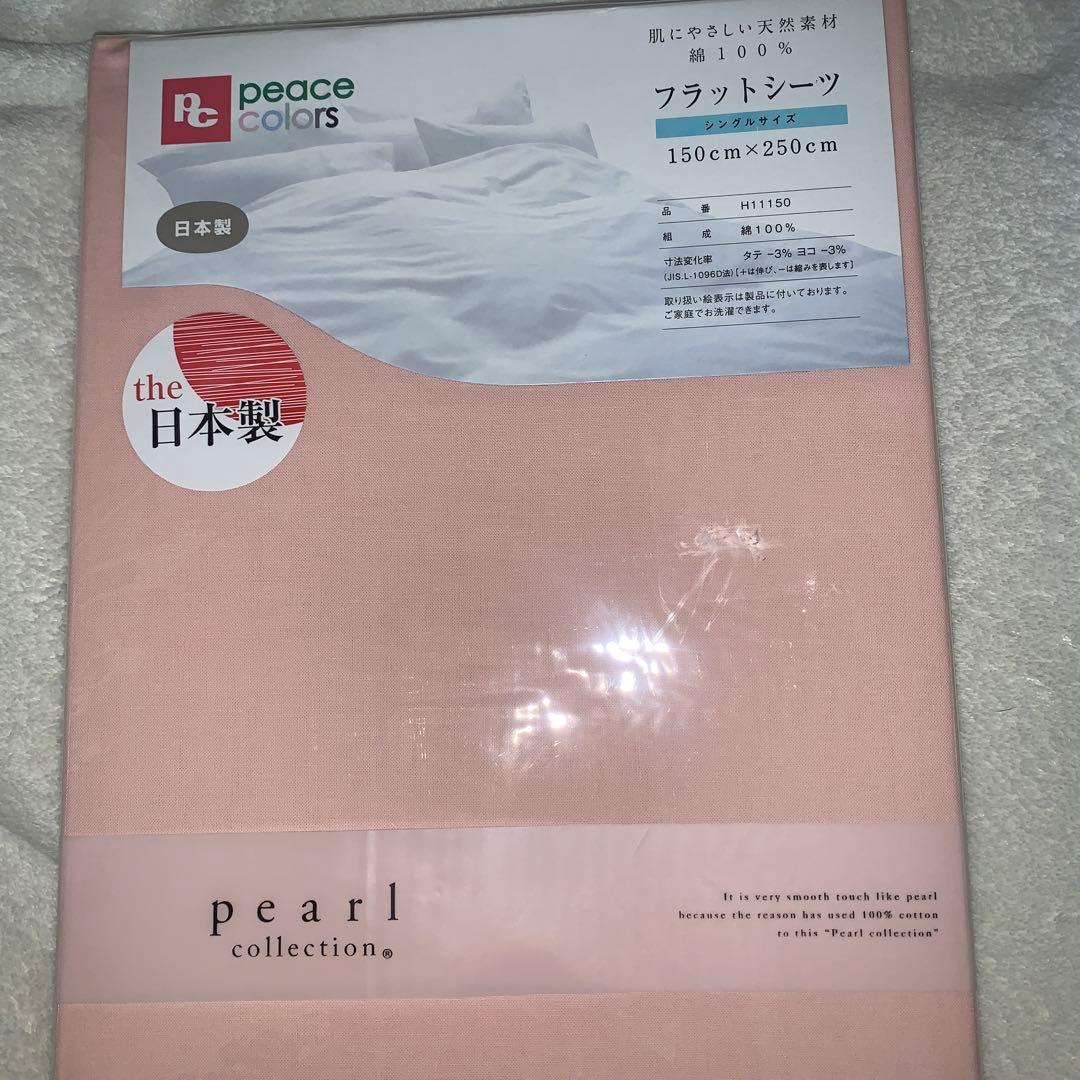 pc
peace
colors
日本製
肌にやさしい天然素材
綿100%
フラットシーツ
シングルサイズ
150cm×250cm
品 番 H11150
組 成 綿100%
寸法変化率 タテ -3% ヨコ -3%
(JIS.L-1096D法) [+は伸び、-は縮みを表します]
取り扱い絵表示は製品に付いております。
ご家庭でお洗濯できます。
the
日本製
pearl
collection®
It is very smooth touch like pearl
because the reason has used 100% cotton
to this "Pearl collection"